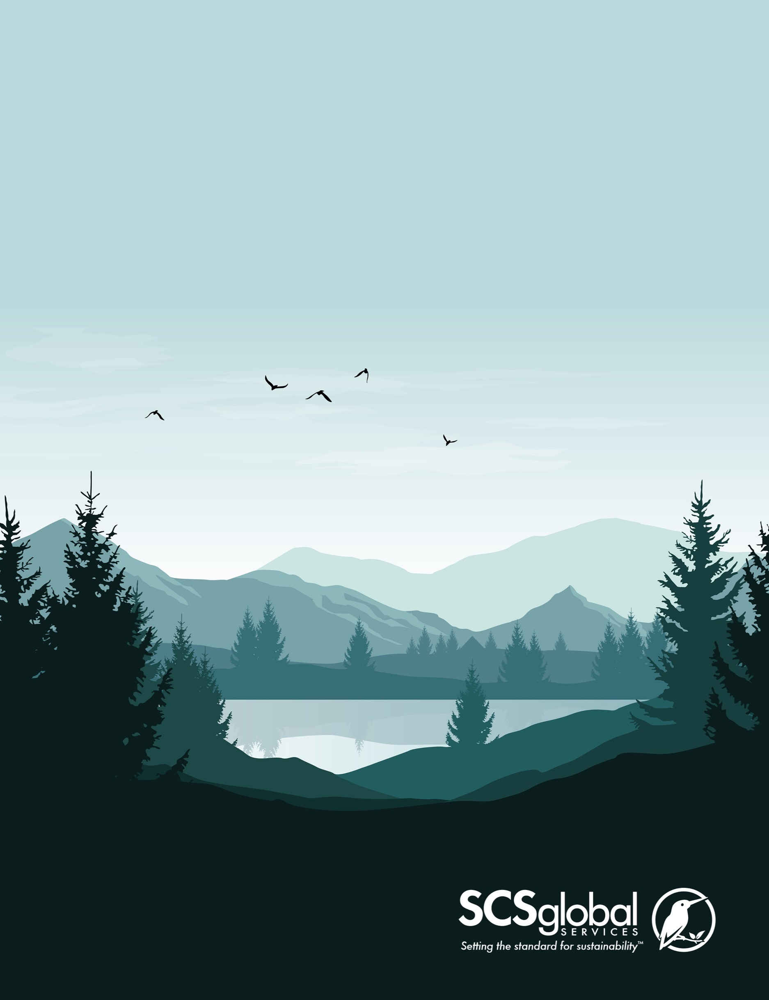 SCSglobal
SERVICES
Setting the standard for sustainability™